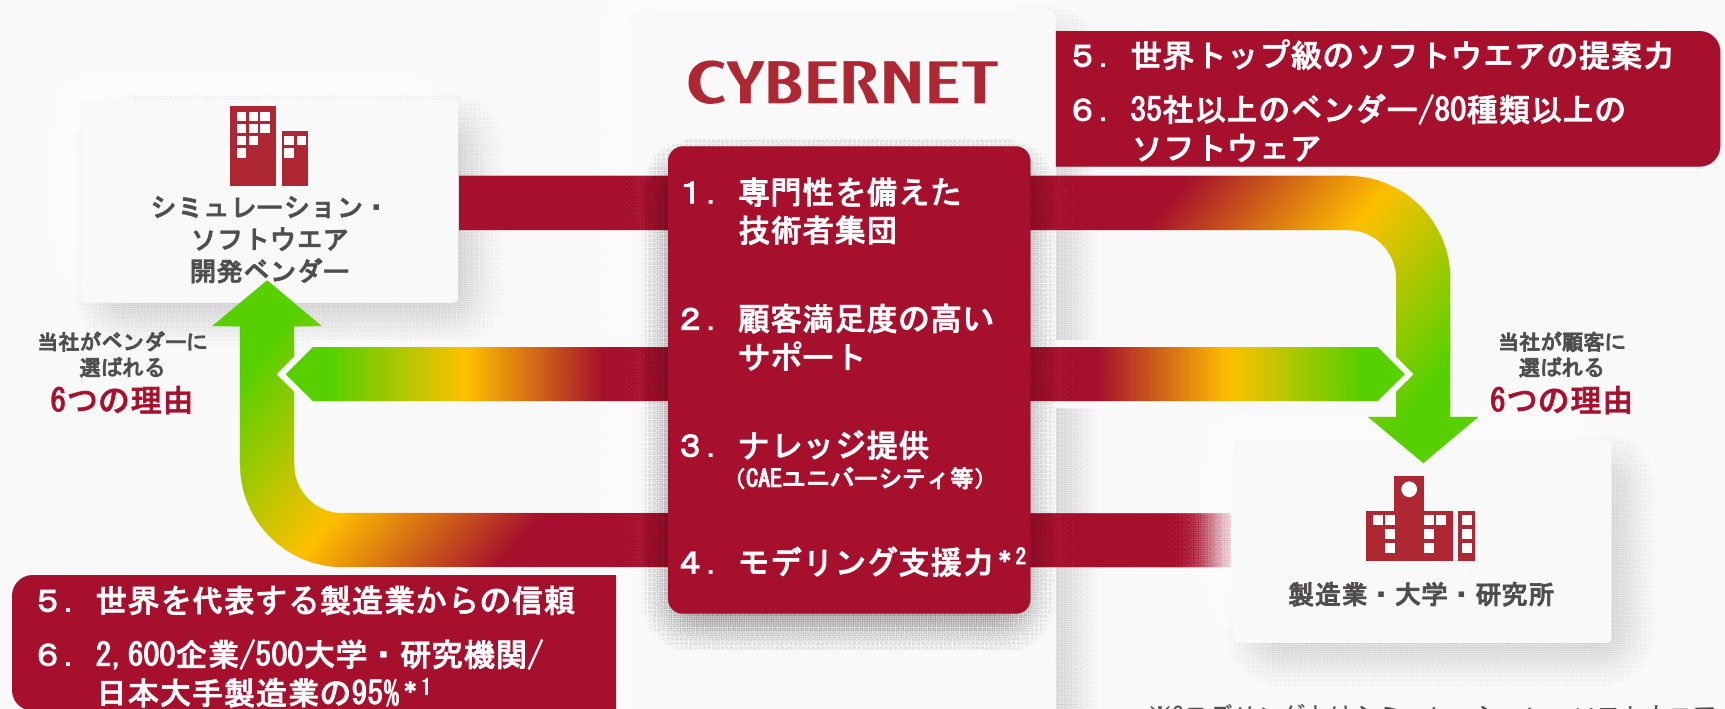 CYBERNET
５．世界トップ級のソフトウエアの提案力
６．35社以上のベンダー/80種類以上の
ソフトウェア
シミュレーション・
ソフトウエア
開発ベンダー
１．専門性を備えた
技術者集団
２．顧客満足度の高い
サポート
３．ナレッジ提供
（CAEユニバーシティ等）
４．モデリング支援力*2
当社がベンダーに
選ばれる
6つの理由
当社が顧客に
選ばれる
6つの理由
製造業・大学・研究所
５．世界を代表する製造業からの信頼
６．2,600企業/500大学・研究機関/
日本大手製造業の95%*1